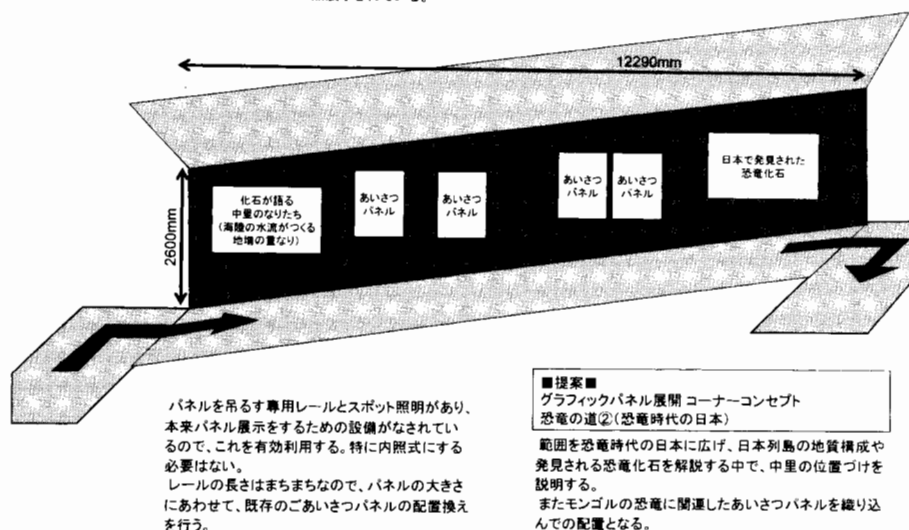 12290mm
2600mm
化石が語る
中里のなりたち
(海陸の水流がつくる
地増の重なり)
あいさつ
パネル
あいさつ
パネル
あいさつ
パネル
あいさつ
パネル
日本で発見された
恐竜化石
パネルを吊るす専用レールとスポット照明があり、
本来パネル展示をするための設備がなされてい
るので、これを有効利用する。特に内照式にする
必要はない。
レールの長さはまちまちなので、パネルの大きさ
にあわせて、既存のごあいさつパネルの配置換え
を行う。
■提案■
グラフィックパネル展開 コーナーコンセプト
恐竜の道②(恐竜時代の日本)
範囲を恐竜時代の日本に広げ、日本列島の地質構成や
発見される恐竜化石を解説する中で、中里の位置づけを
説明する。
またモンゴルの恐竜に関連したあいさつパネルを織り込
んでの配置となる。